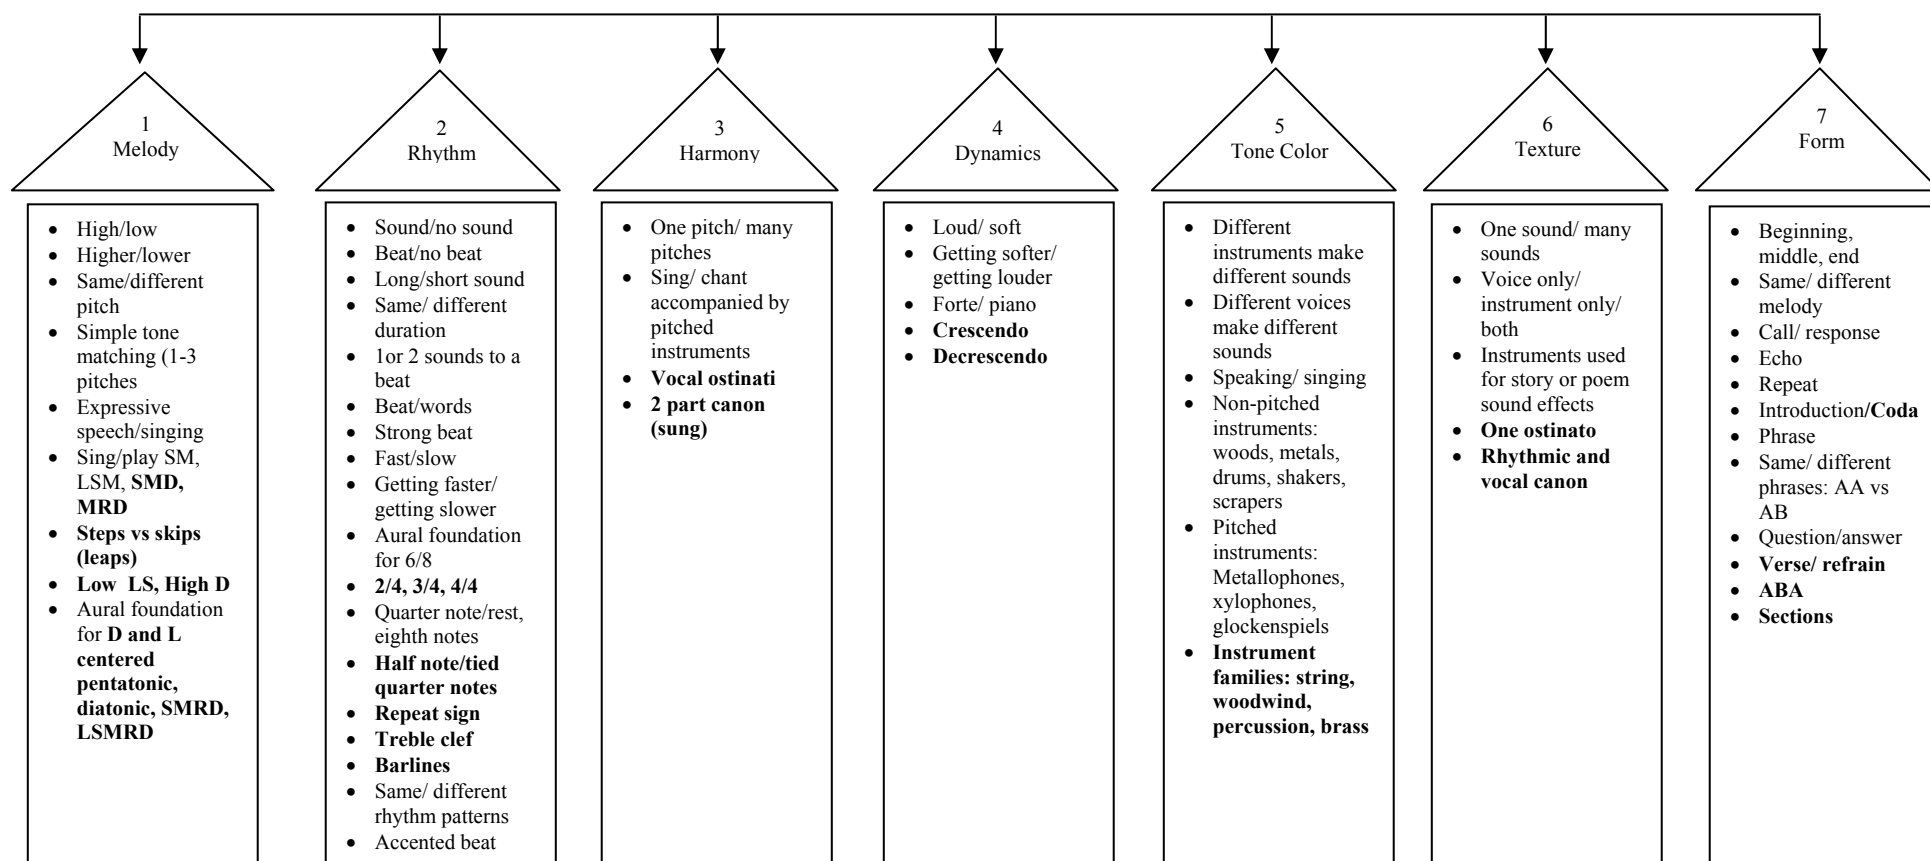 1
Melody
2
Rhythm
3
Harmony
4
Dynamics
5
Tone Color
6
Texture
7
Form
• High/low
• Higher/lower
• Same/different
pitch
• Simple tone
matching (1-3
pitches
• Expressive
speech/singing
• Sing/play SM,
LSM, SMD,
MRD
• Steps vs skips
(leaps)
• Low LS, High D
• Aural foundation
for D and L
centered
pentatonic,
diatonic, SMRD,
LSMRD
• Sound/no sound
• Beat/no beat
• Long/short sound
• Same/ different
duration
• 1or 2 sounds to a
beat
• Beat/words
• Strong beat
• Fast/slow
• Getting faster/
getting slower
• Aural foundation
for 6/8
• 2/4, 3/4, 4/4
• Quarter note/rest,
eighth notes
• Half note/tied
quarter notes
• Repeat sign
• Treble clef
• Barlines
• Same/ different
rhythm patterns
• Accented beat
• One pitch/ many
pitches
• Sing/ chant
accompanied by
pitched
instruments
• Vocal ostinati
• 2 part canon
(sung)
• Loud/ soft
• Getting softer/
getting louder
• Forte/ piano
• Crescendo
• Decrescendo
• Different
instruments make
different sounds
• Different voices
make different
sounds
• Speaking/ singing
• Non-pitched
instruments:
woods, metals,
drums, shakers,
scrapers
• Pitched
instruments:
Metallophones,
xylophones,
glockenspiels
• Instrument
families: string,
woodwind,
percussion, brass
• One sound/ many
sounds
• Voice only/
instrument only/
both
• Instruments used
for story or poem
sound effects
• One ostinato
• Rhythmic and
vocal canon
• Beginning,
middle, end
• Same/ different
melody
• Call/ response
• Echo
• Repeat
• Introduction/Coda
• Phrase
• Same/ different
phrases: AA vs
AB
• Question/answer
• Verse/ refrain
• ABA
• Sections